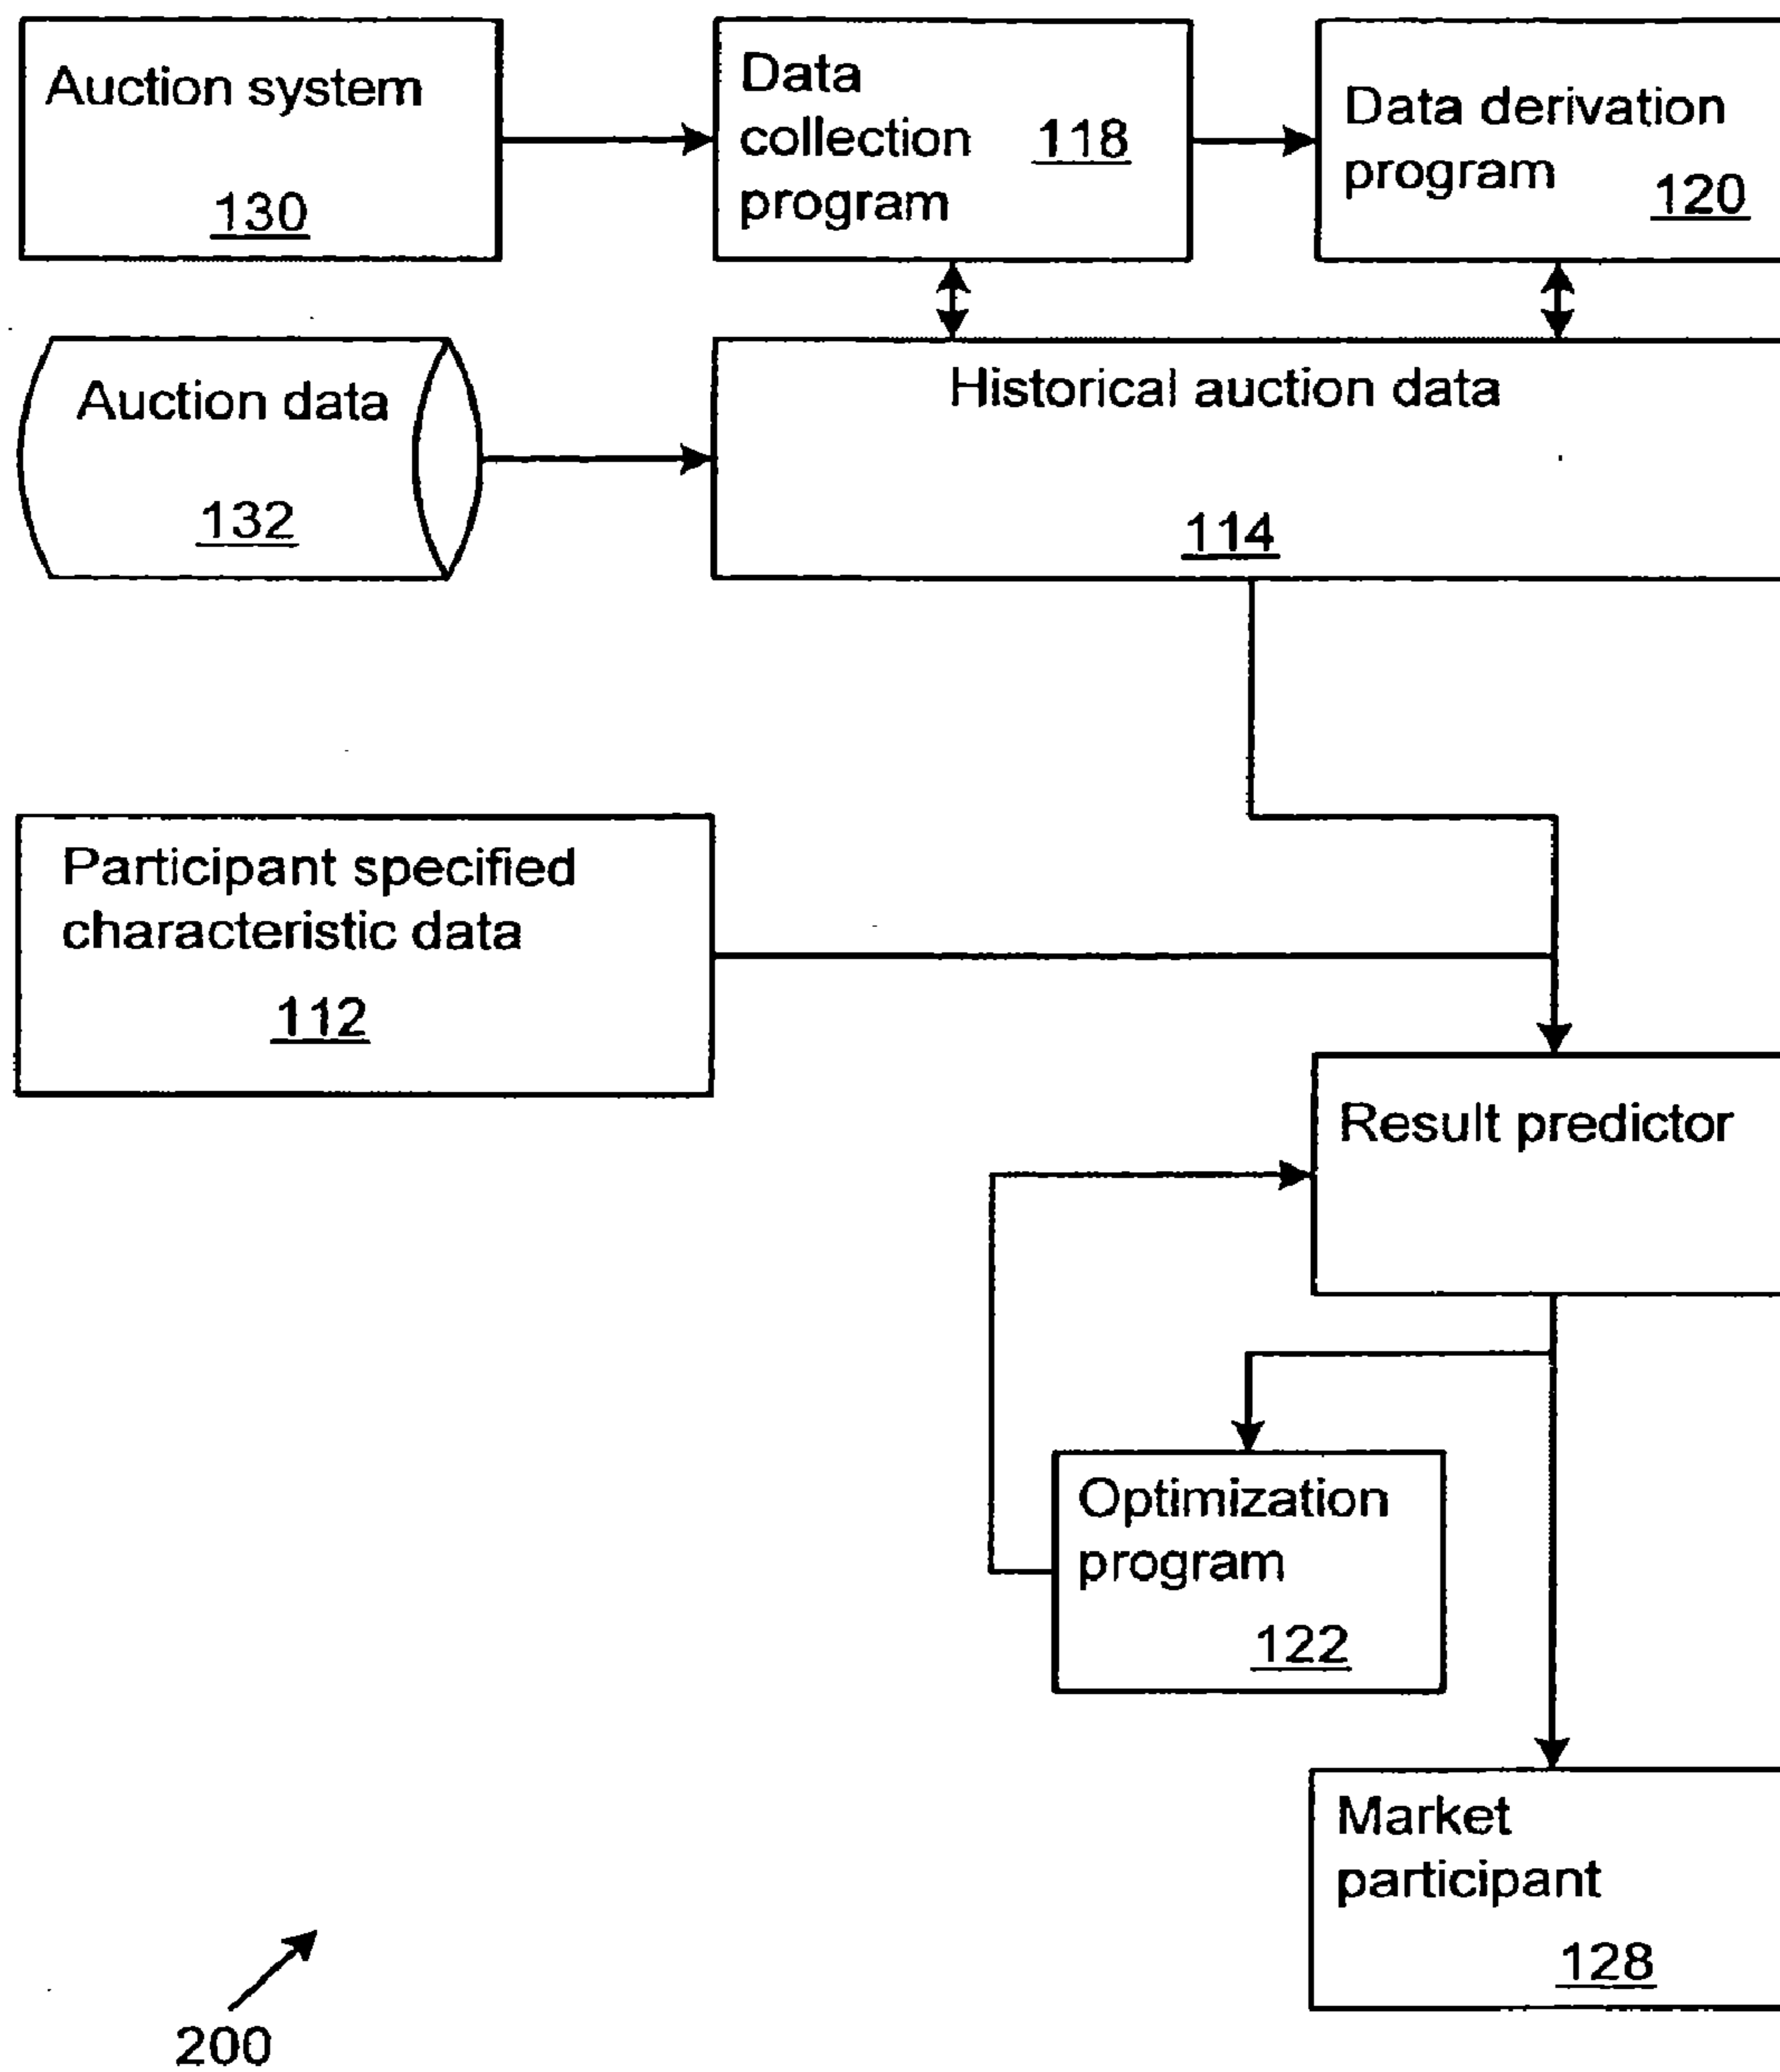 Auction system
130
Data
collection
program
118
Data derivation
program
120
Auction data
132
Historical auction data
114
Participant specified
characteristic data
112
Result predictor
Optimization
program
122
Market
participant
128
200